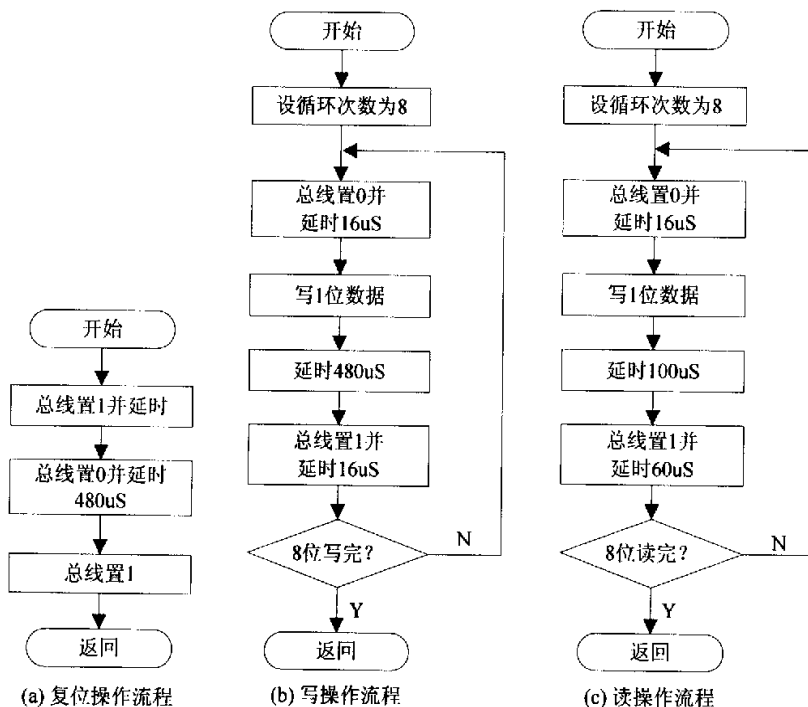 开始
总线置1并延时
总线置0并延时
480uS
总线置1
返回
(a) 复位操作流程
开始
设循环次数为8
总线置0并
延时16uS
写1位数据
延时480uS
总线置1并
延时16uS
8位写完?
N
Y
返回
(b) 写操作流程
开始
设循环次数为8
总线置0并
延时16uS
写1位数据
延时100uS
总线置1并
延时60uS
8位读完?
N
Y
返回
(c) 读操作流程